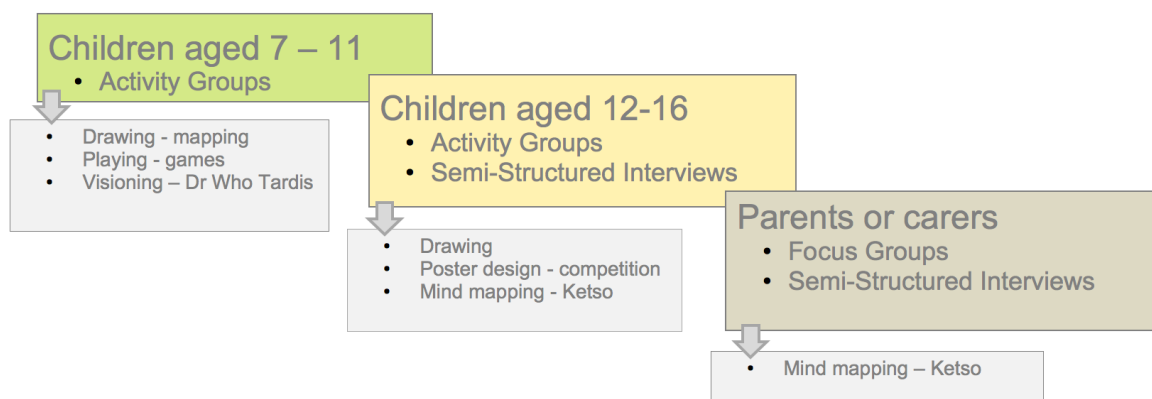 Children aged 7 – 11
• Activity Groups
• Drawing - mapping
• Playing - games
• Visioning – Dr Who Tardis
Children aged 12-16
• Activity Groups
• Semi-Structured Interviews
• Drawing
• Poster design - competition
• Mind mapping - Ketso
Parents or carers
• Focus Groups
• Semi-Structured Interviews
• Mind mapping – Ketso